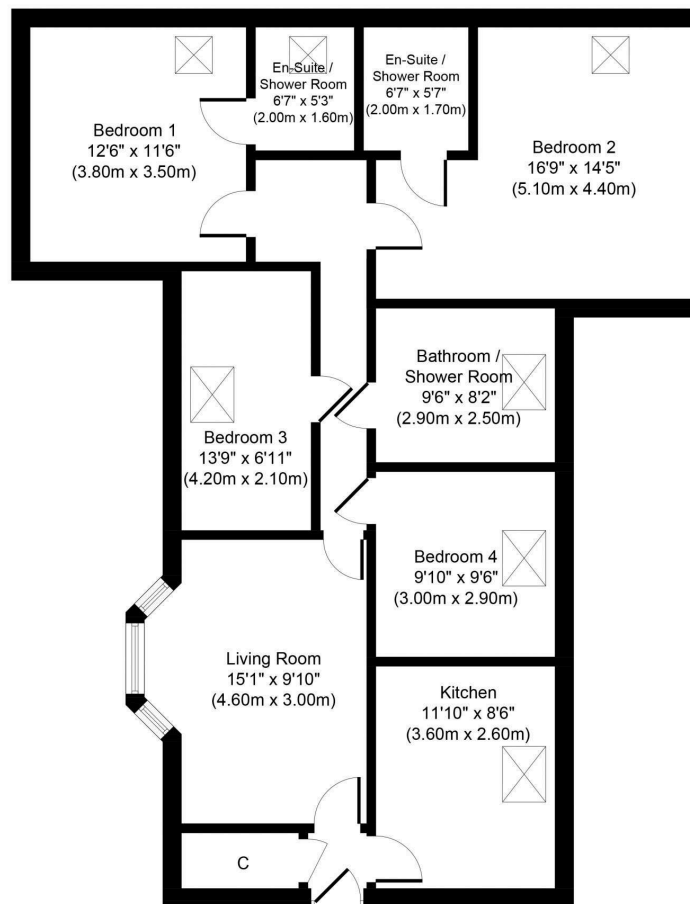 Bedroom 1
12'6" x 11'6"
(3.80m x 3.50m)
En-Suite /
Shower Room
6'7" x 5'3"
(2.00m x 1.60m)
En-Suite /
Shower Room
6'7" x 5'7"
(2.00m x 1.70m)
Bedroom 2
16'9" x 14'5"
(5.10m x 4.40m)
Bathroom /
Shower Room
9'6" x 8'2"
(2.90m x 2.50m)
Bedroom 3
13'9" x 6'11"
(4.20m x 2.10m)
Bedroom 4
9'10" x 9'6"
(3.00m x 2.90m)
Living Room
15'1" x 9'10"
(4.60m x 3.00m)
Kitchen
11'10" x 8'6"
(3.60m x 2.60m)
C